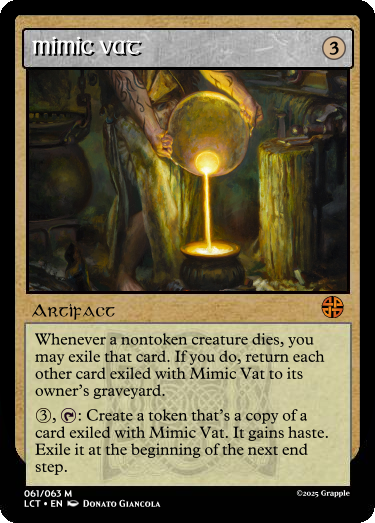 mimic vat
3
Artifact
Whenever a nontoken creature dies, you
may exile that card. If you do, return each
other card exiled with Mimic Vat to its
owner's graveyard.
③, T: Create a token that's a copy of a
card exiled with Mimic Vat. It gains haste.
Exile it at the beginning of the next end
step.
061/063 M
LCT • EN Donato Giancola
©2025 Grapple